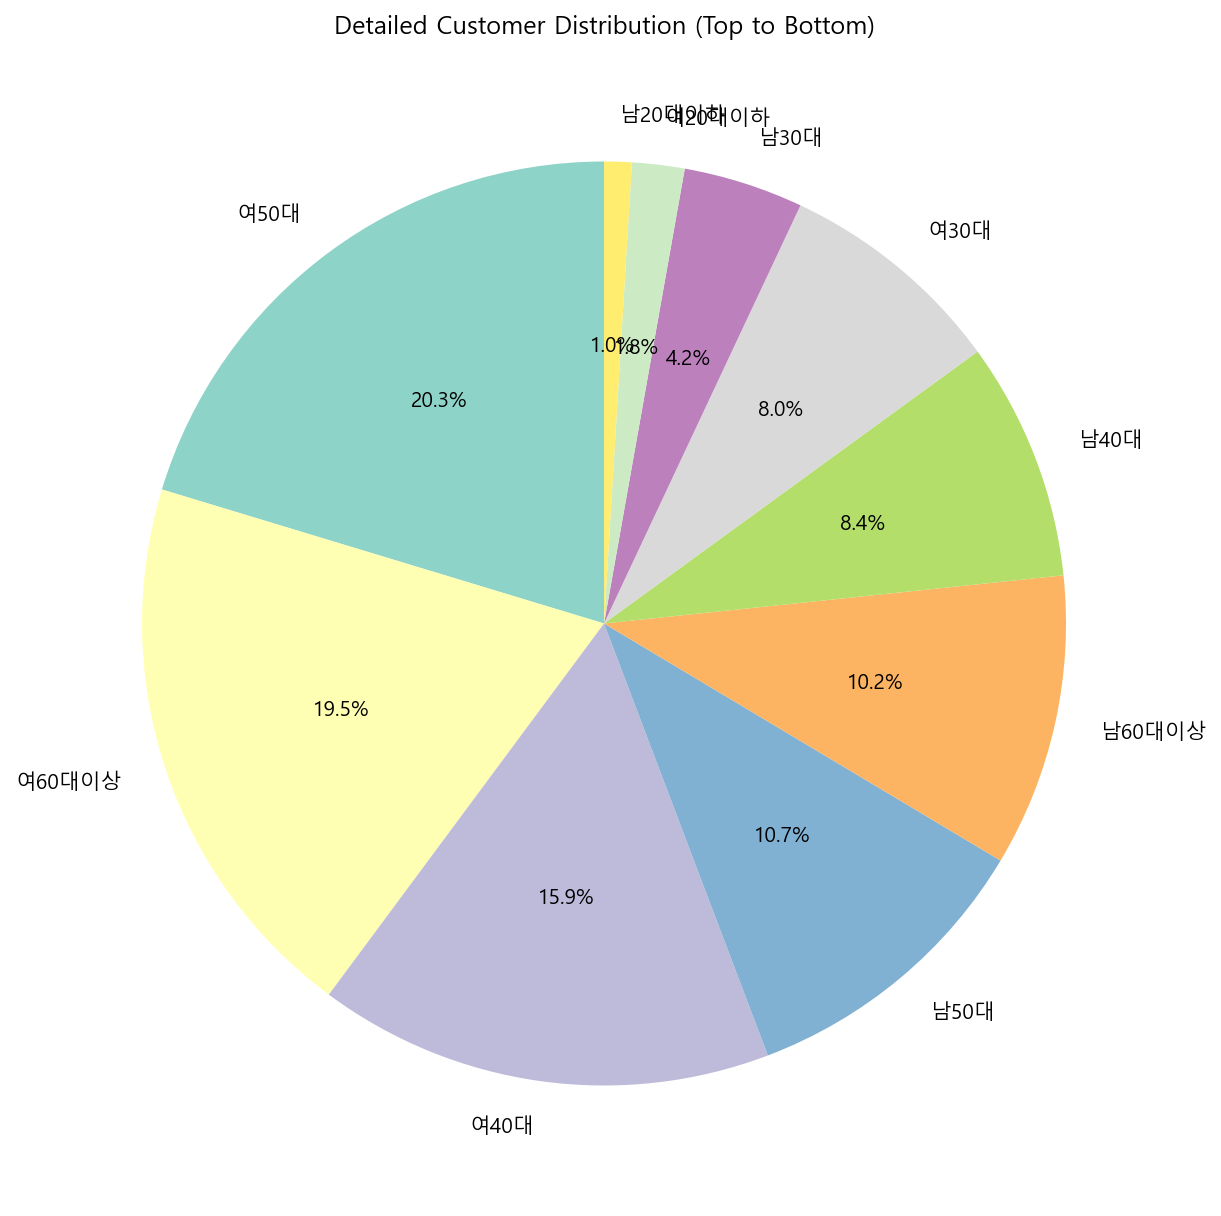 Detailed Customer Distribution (Top to Bottom)
남20대이하
여20대이하
남30대
여50대
여30대
1.0%
1.8%
4.2%
20.3%
8.0%
남40대
8.4%
10.2%
19.5%
남60대이상
여60대이상
10.7%
15.9%
남50대
여40대